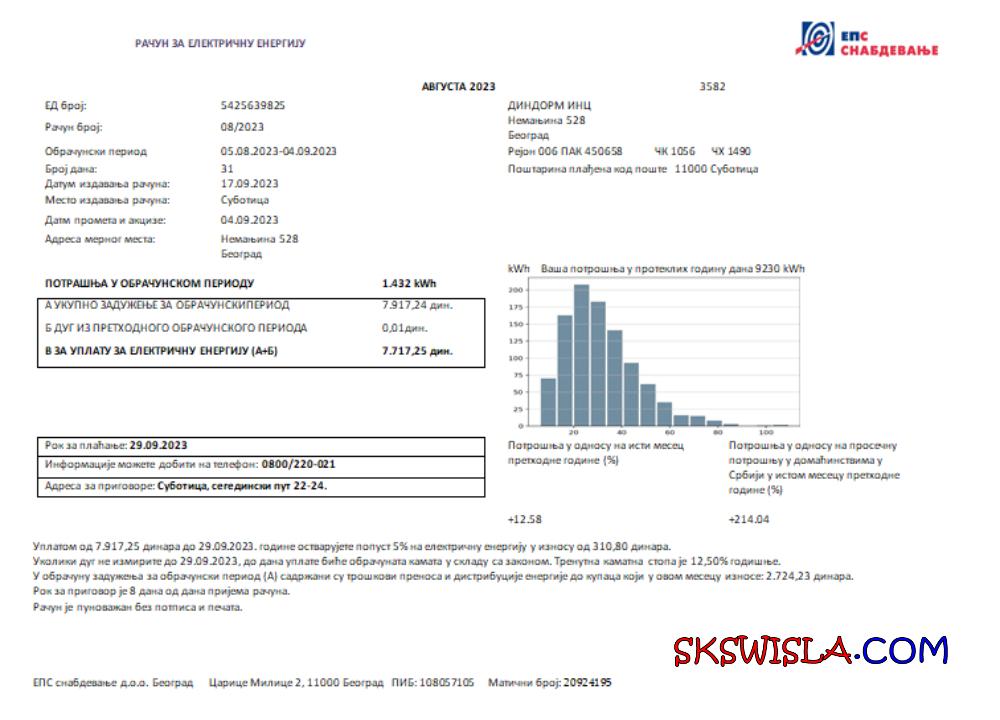 РАЧУН ЗА ЕЛЕКТРИЧНУ ЕНЕРГИЈУ
ЕПС
СНАБДЕВАЊЕ
АВГУСТА 2023
3582
ЕД број: 5425639825
Рачун број: 08/2023
Обрачунски период 05.08.2023-04.09.2023
Број дана: 31
Датум издавања рачуна: 17.09.2023
Место издавања рачуна: Суботица
Датм промета и акцизе: 04.09.2023
Адреса мерног места: Немањина 528
Београд
ДИНДОРМ ИНЦ
Немањина 528
Београд
Рејон 006 ПАК 450658 ЧК 1056 ЧХ 1490
Поштарина плаћена код поште 11000 Суботица
ПОТРАШЊА У ОБРАЧУНСКОМ ПЕРИОДУ 1.432 kWh
А УКУПНО ЗАДУЖЕЊЕ ЗА ОБРАЧУНСКИПЕРИОД 7.917,24 дин.
Б ДУГ ИЗ ПРЕТХОДНОГ ОБРАЧУНСКОГ ПЕРИОДА 0,01дин.
В ЗА УПЛАТУ ЗА ЕЛЕКТРИЧНУ ЕНЕРГИЈУ (А+Б) 7.717,25 дин.
kWh Ваша потрошња у протеклих годину дана 9230 kWh
200
175
150
125
100
75
50
25
0
20 40 60 80 100
Рок за плаћање: 29.09.2023
Информације можете добити на телефон: 0800/220-021
Адреса за приговоре: Суботица, сегедински пут 22-24.
Потрошња у односу на исти месец
претходне године (%)
+12.58
Потрошња у односу на просечну
потрошњу у домаћинствима у
Србији у истом месецу претходне
године (%)
+214.04
Уплатом од 7.917,25 динара до 29.09.2023. године остварујете попуст 5% на електричну енергију у износу од 310,80 динара.
Уколики дуг не измирите до 29.09.2023, до дана уплате биће обрачуната камата у складу са законом. Тренутна каматна стопа је 12,50% годишње.
У обрачуну задужења за обрачунски период (А) садржани су трошкови преноса и дистрибуције енергије до купаца који у овом месецу износе: 2.724,23 динара.
Рок за приговор је 8 дана од дана пријема рачуна.
Рачун је пуноважан без потписа и печата.
SKSWISLA.COM
ЕПС снабдевање д.о.о. Београд Царице Милице 2, 11000 Београд ПИБ: 108057105 Матични број: 20924195